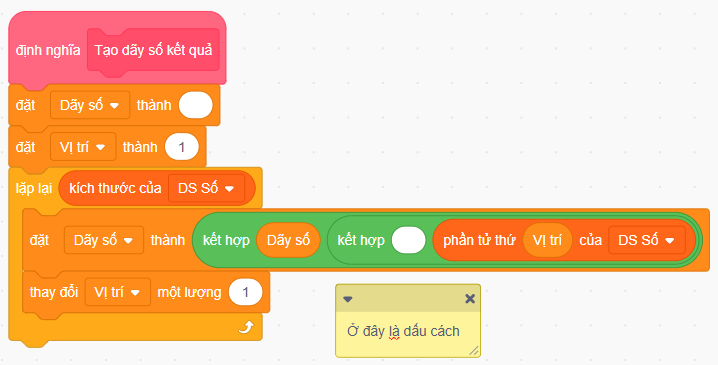 định nghĩa Tạo dãy số kết quả
đặt Dãy số thành
đặt Vị trí thành 1
lặp lại kích thước của DS Số
đặt Dãy số thành kết hợp Dãy số kết hợp phần tử thứ Vị trí của DS Số
thay đổi Vị trí một lượng 1
Ở đây là dấu cách